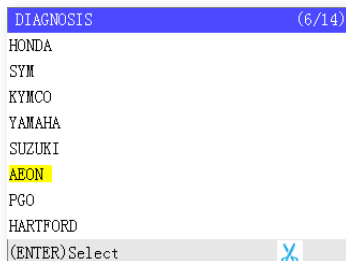 DIAGNOSIS (6/14)
HONDA
SYM
KYMCO
YAMAHA
SUZUKI
AEON
PGO
HARTFORD
(ENTER)Select